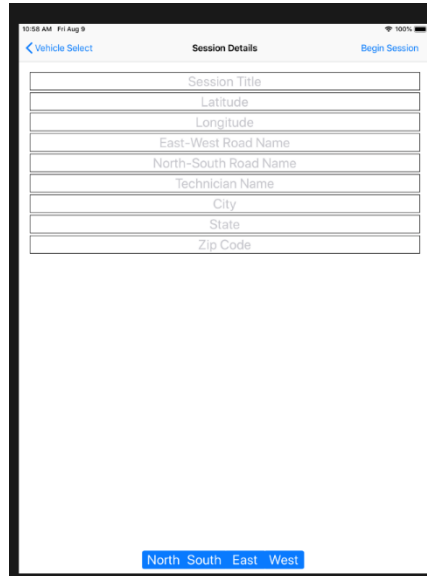 10:58 AM Fri Aug 9 100%
Vehicle Select Session Details Begin Session
Session Title
Latitude
Longitude
East-West Road Name
North-South Road Name
Technician Name
City
State
Zip Code
North South East West